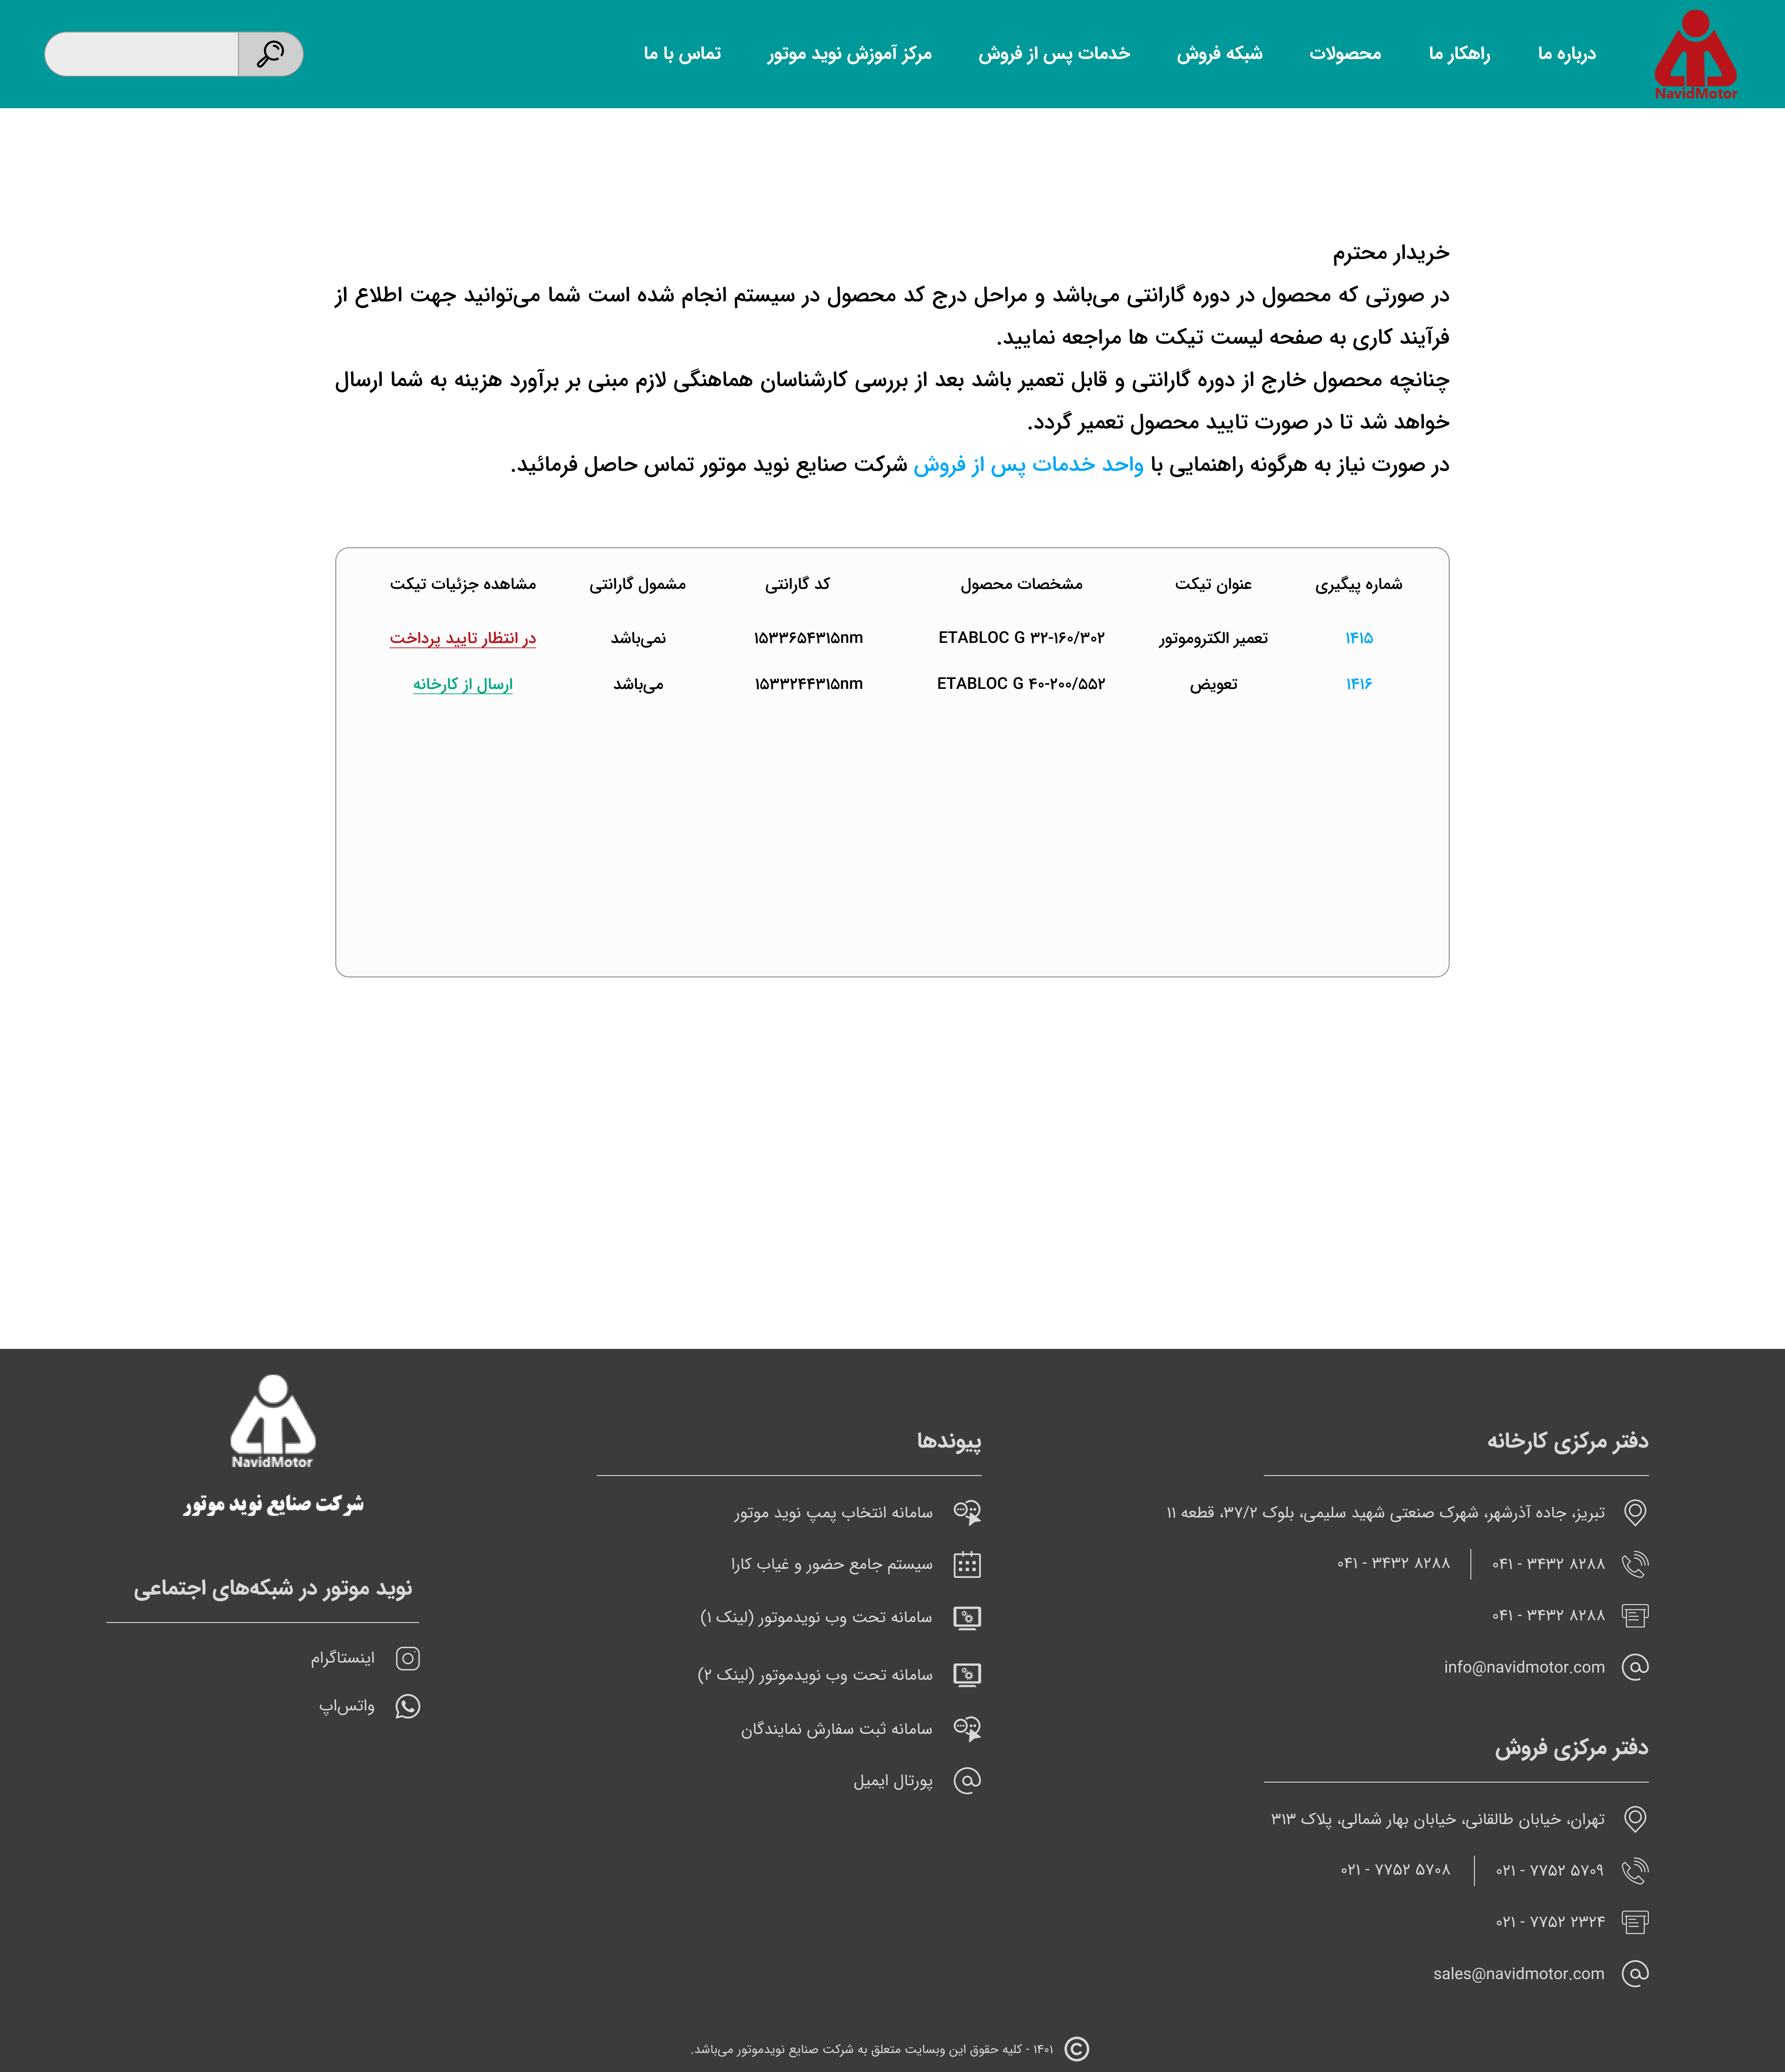 NavidMotor
درباره ما
راهکار ما
محصولات
شبکه فروش
خدمات پس از فروش
مرکز آموزش نوید موتور
تماس با ما
خریدار محترم
در صورتی که محصول در دوره گارانتی می‌باشد و مراحل درج کد محصول در سیستم انجام شده است شما می‌توانید جهت اطلاع از
فرآیند کاری به صفحه لیست تیکت ها مراجعه نمایید.
چنانچه محصول خارج از دوره گارانتی و قابل تعمیر باشد بعد از بررسی کارشناسان هماهنگی لازم مبنی بر برآورد هزینه به شما ارسال
خواهد شد تا در صورت تایید محصول تعمیر گردد.
در صورت نیاز به هرگونه راهنمایی با واحد خدمات پس از فروش شرکت صنایع نوید موتور تماس حاصل فرمائید.
شماره پیگیری عنوان تیکت مشخصات محصول کد گارانتی مشمول گارانتی مشاهده جزئیات تیکت
۱۴۱۵ تعمیر الکتروموتور ETABLOC G ۳۲-۱۶۰/۳۰۲ ۱۵۳۳۶۵۴۳۱۵nm نمی‌باشد در انتظار تایید پرداخت
۱۴۱۶ تعویض ETABLOC G ۴۰-۲۰۰/۵۵۲ ۱۵۳۳۲۴۴۳۱۵nm می‌باشد ارسال از کارخانه
دفتر مرکزی کارخانه
تبریز، جاده آذرشهر، شهرک صنعتی شهید سلیمی، بلوک ۳۷/۲، قطعه ۱۱
۰۴۱ - ۳۴۳۲ ۸۲۸۸ | ۰۴۱ - ۳۴۳۲ ۸۲۸۸
۰۴۱ - ۳۴۳۲ ۸۲۸۸
info@navidmotor.com
دفتر مرکزی فروش
تهران، خیابان طالقانی، خیابان بهار شمالی، پلاک ۳۱۳
۰۲۱ - ۷۷۵۲ ۵۷۰۹ | ۰۲۱ - ۷۷۵۲ ۵۷۰۸
۰۲۱ - ۷۷۵۲ ۲۳۲۴
sales@navidmotor.com
پیوندها
سامانه انتخاب پمپ نوید موتور
سیستم جامع حضور و غیاب کارا
سامانه تحت وب نویدموتور (لینک ۱)
سامانه تحت وب نویدموتور (لینک ۲)
سامانه ثبت سفارش نمایندگان
پورتال ایمیل
NavidMotor
شرکت صنایع نوید موتور
نوید موتور در شبکه‌های اجتماعی
اینستاگرام
واتس‌اپ
© ۱۴۰۱ - کلیه حقوق این وبسایت متعلق به شرکت صنایع نویدموتور می‌باشد.